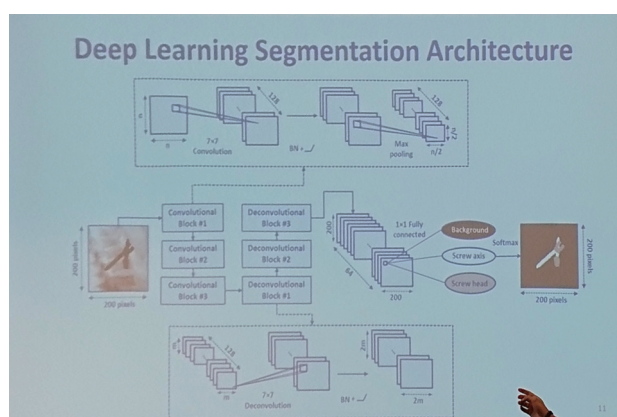 Deep Learning Segmentation Architecture
128
128
n
7×7
Convolution
BN +
Max
pooling
n/2
n/2
Convolutional
Block #1
Deconvolutional
Block #3
200
1×1 Fully
connected
Background
Softmax
200 pixels
Convolutional
Block #2
Deconvolutional
Block #2
Screw axis
200 pixels
Convolutional
Block #3
Deconvolutional
Block #1
64
Screw head
200 pixels
200
200 pixels
m
128
2m
m
7×7
Deconvolution
BN +
2m
11